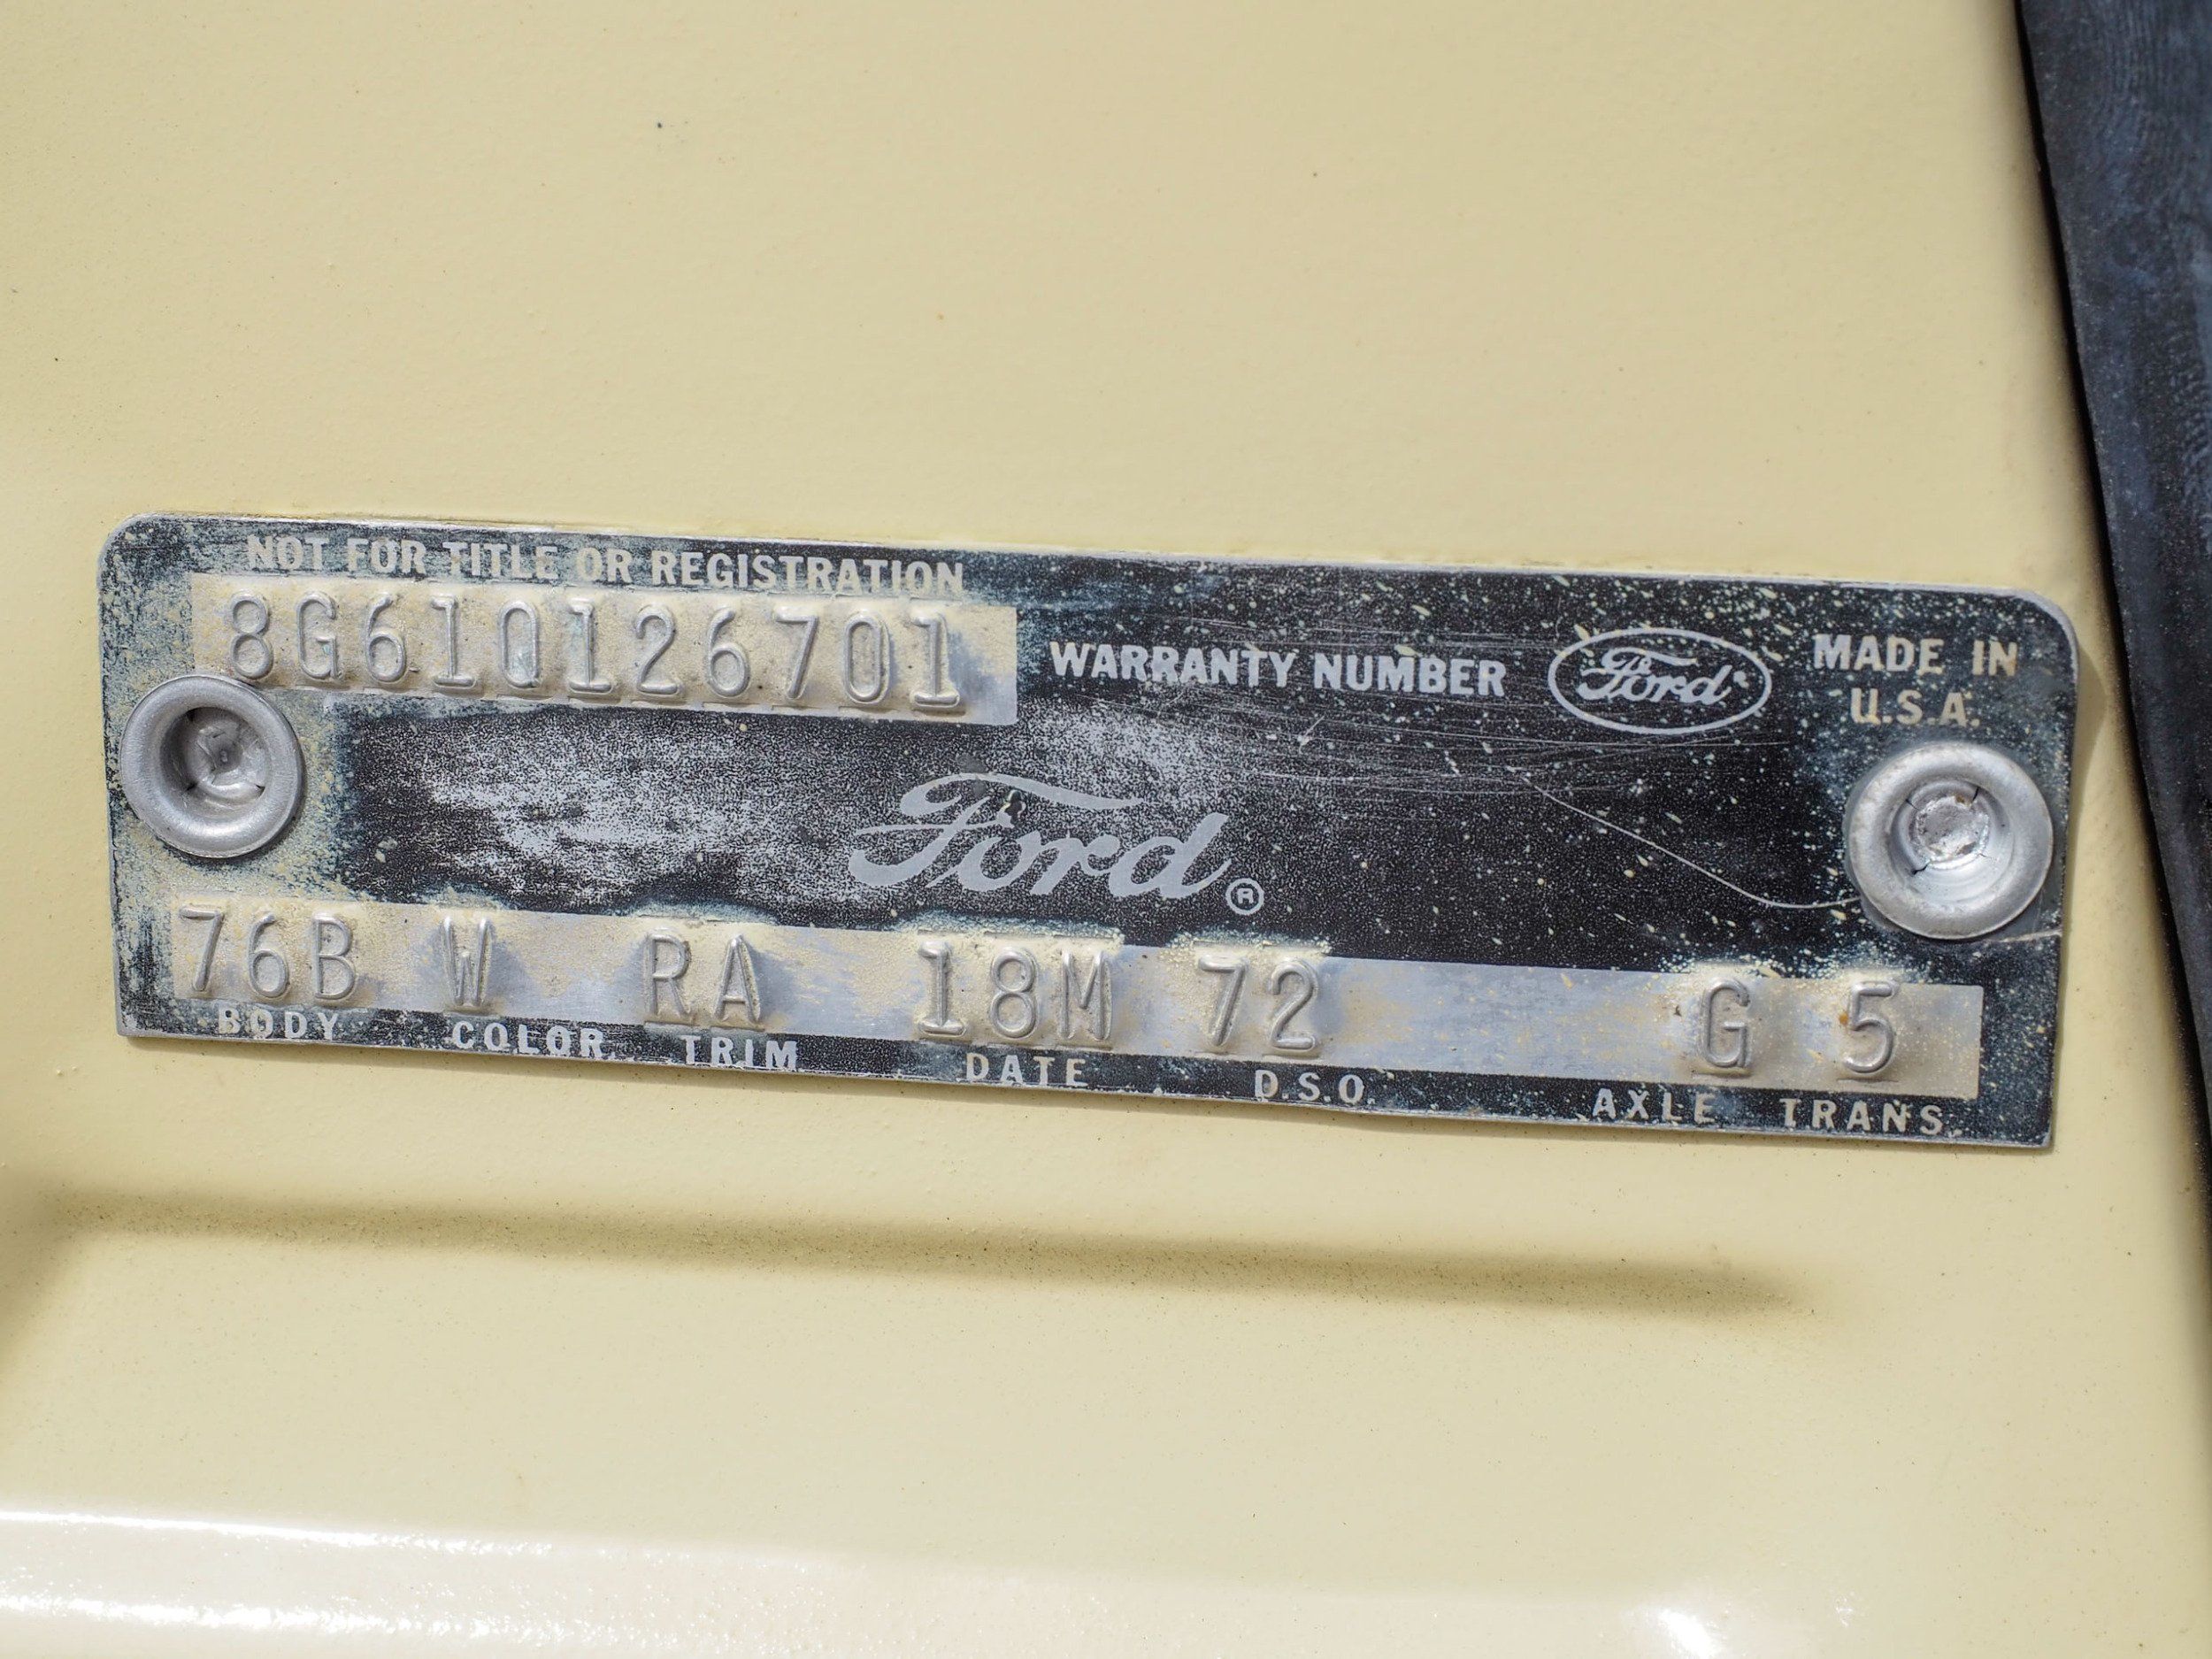 NOT FOR TITLE OR REGISTRATION
8G61Q126701
WARRANTY NUMBER
Ford
MADE IN
U.S.A.
Ford®
76B W RA 18M 72 G 5
BODY COLOR TRIM DATE D.S.O. AXLE TRANS.